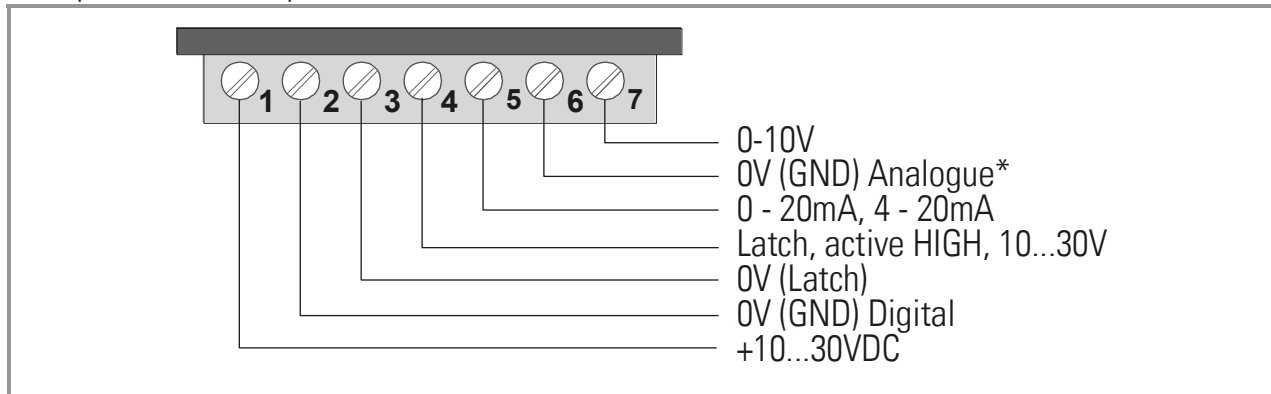 1 2 3 4 5 6 7
0-10V
0V (GND) Analogue*
0 - 20mA, 4 - 20mA
Latch, active HIGH, 10...30V
0V (Latch)
0V (GND) Digital
+10...30VDC